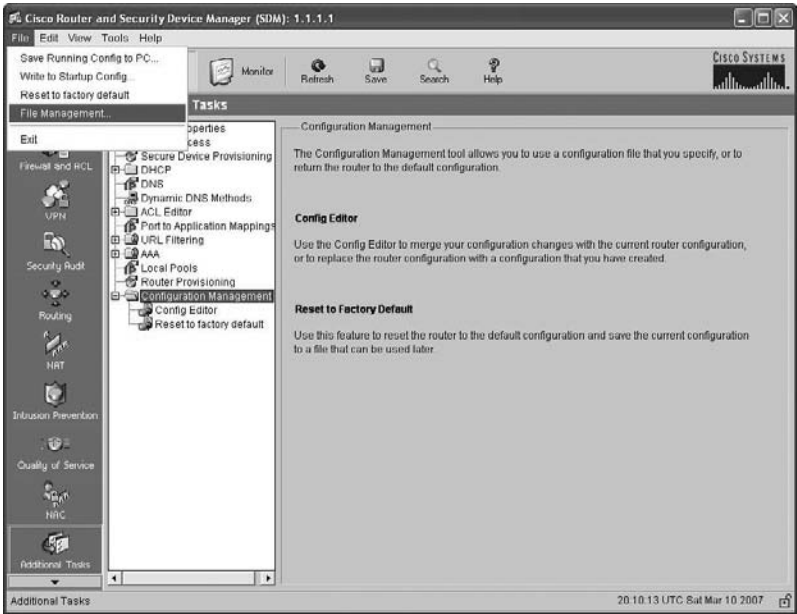 Cisco Router and Security Device Manager (SDM): 1.1.1.1
File Edit View Tools Help
Save Running Config to PC...
Write to Startup Config...
Reset to factory default
File Management...
Exit
Monitor
Refresh
Save
Search
Help
CISCO SYSTEMS
Tasks
Firewall and ACL
VPN
Security Audit
Routing
NAT
Intrusion Prevention
Quality of Service
NAC
Additional Tasks
Secure Device Provisioning
DHCP
DNS
Dynamic DNS Methods
ACL Editor
Port to Application Mappings
URL Filtering
AAA
Local Pools
Router Provisioning
Configuration Management
Config Editor
Reset to factory default
Configuration Management
The Configuration Management tool allows you to use a configuration file that you specify, or to
return the router to the default configuration.
Config Editor
Use the Config Editor to merge your configuration changes with the current router configuration,
or to replace the router configuration with a configuration that you have created.
Reset to Factory Default
Use this feature to reset the router to the default configuration and save the current configuration
to a file that can be used later.
Additional Tasks
20:10:13 UTC Sat Mar 10 2007